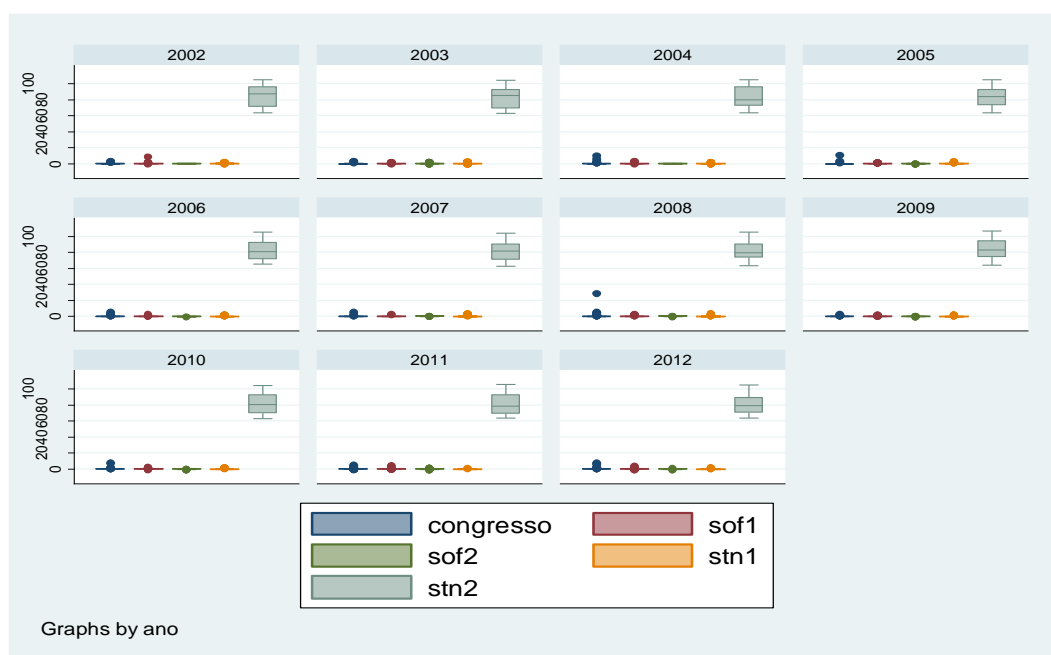 2002 2003 2004 2005
0 20406080 100
2006 2007 2008 2009
0 20406080 100
2010 2011 2012
0 20406080 100
congresso sof1
sof2 stn1
stn2
Graphs by ano